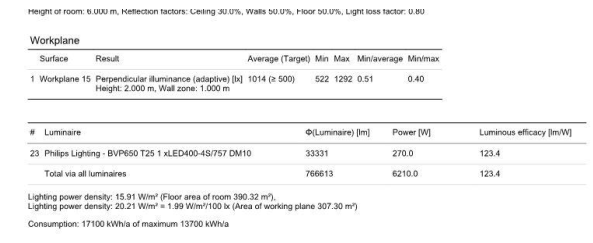 Height of room: 6.000 m, Reflection factors: Ceiling 30.0%, Walls 50.0%, Floor 50.0%, Light loss factor: 0.80
Workplane
Surface Result Average (Target) Min Max Min/average Min/max
1 Workplane 15 Perpendicular illuminance (adaptive) [lx] 1014 (≥ 500) 522 1292 0.51 0.40
Height: 2.000 m, Wall zone: 1.000 m
# Luminaire Φ(Luminaire) [lm] Power [W] Luminous efficacy [lm/W]
23 Philips Lighting - BVP650 T25 1 xLED400-4S/757 DM10 33331 270.0 123.4
Total via all luminaires 766613 6210.0 123.4
Lighting power density: 15.91 W/m² (Floor area of room 390.32 m²),
Lighting power density: 20.21 W/m² = 1.99 W/m²/100 lx (Area of working plane 307.30 m²)
Consumption: 17100 kWh/a of maximum 13700 kWh/a